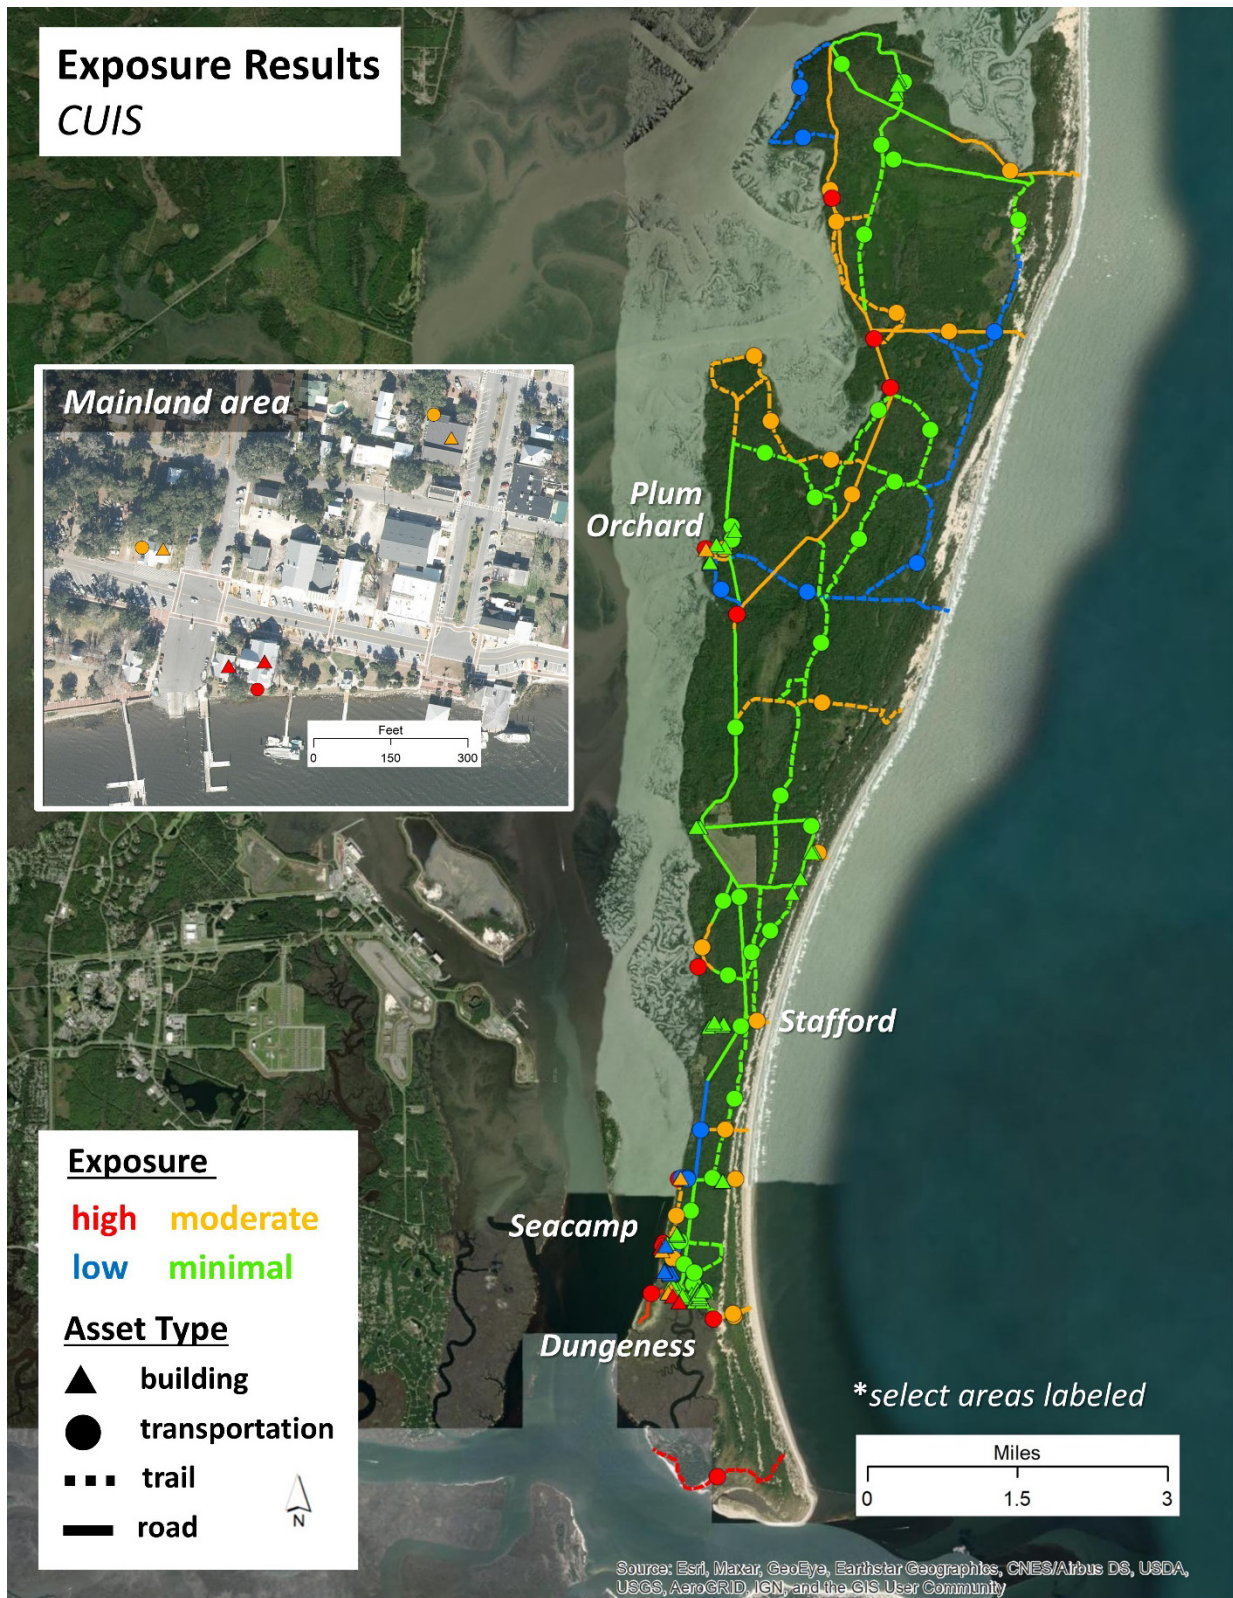 Exposure Results
CUIS
Mainland area
Feet
0 150 300
Plum
Orchard
Stafford
Seacamp
Dungeness
Exposure
high moderate
low minimal
Asset Type
building
transportation
trail
road
N
*select areas labeled
Miles
0 1.5 3
Source: Esri, Maxar, GeoEye, Earthstar Geographics, CNES/Airbus DS, USDA,
USGS, AeroGRID, IGN, and the GIS User Community